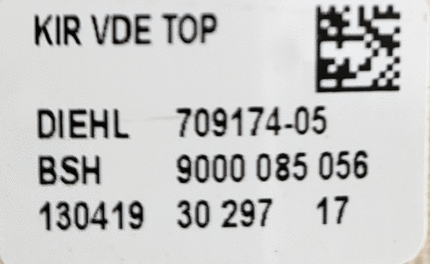 KIR VDE TOP
DIEHL 709174-05
BSH 9000 085 056
130419 30 297 17